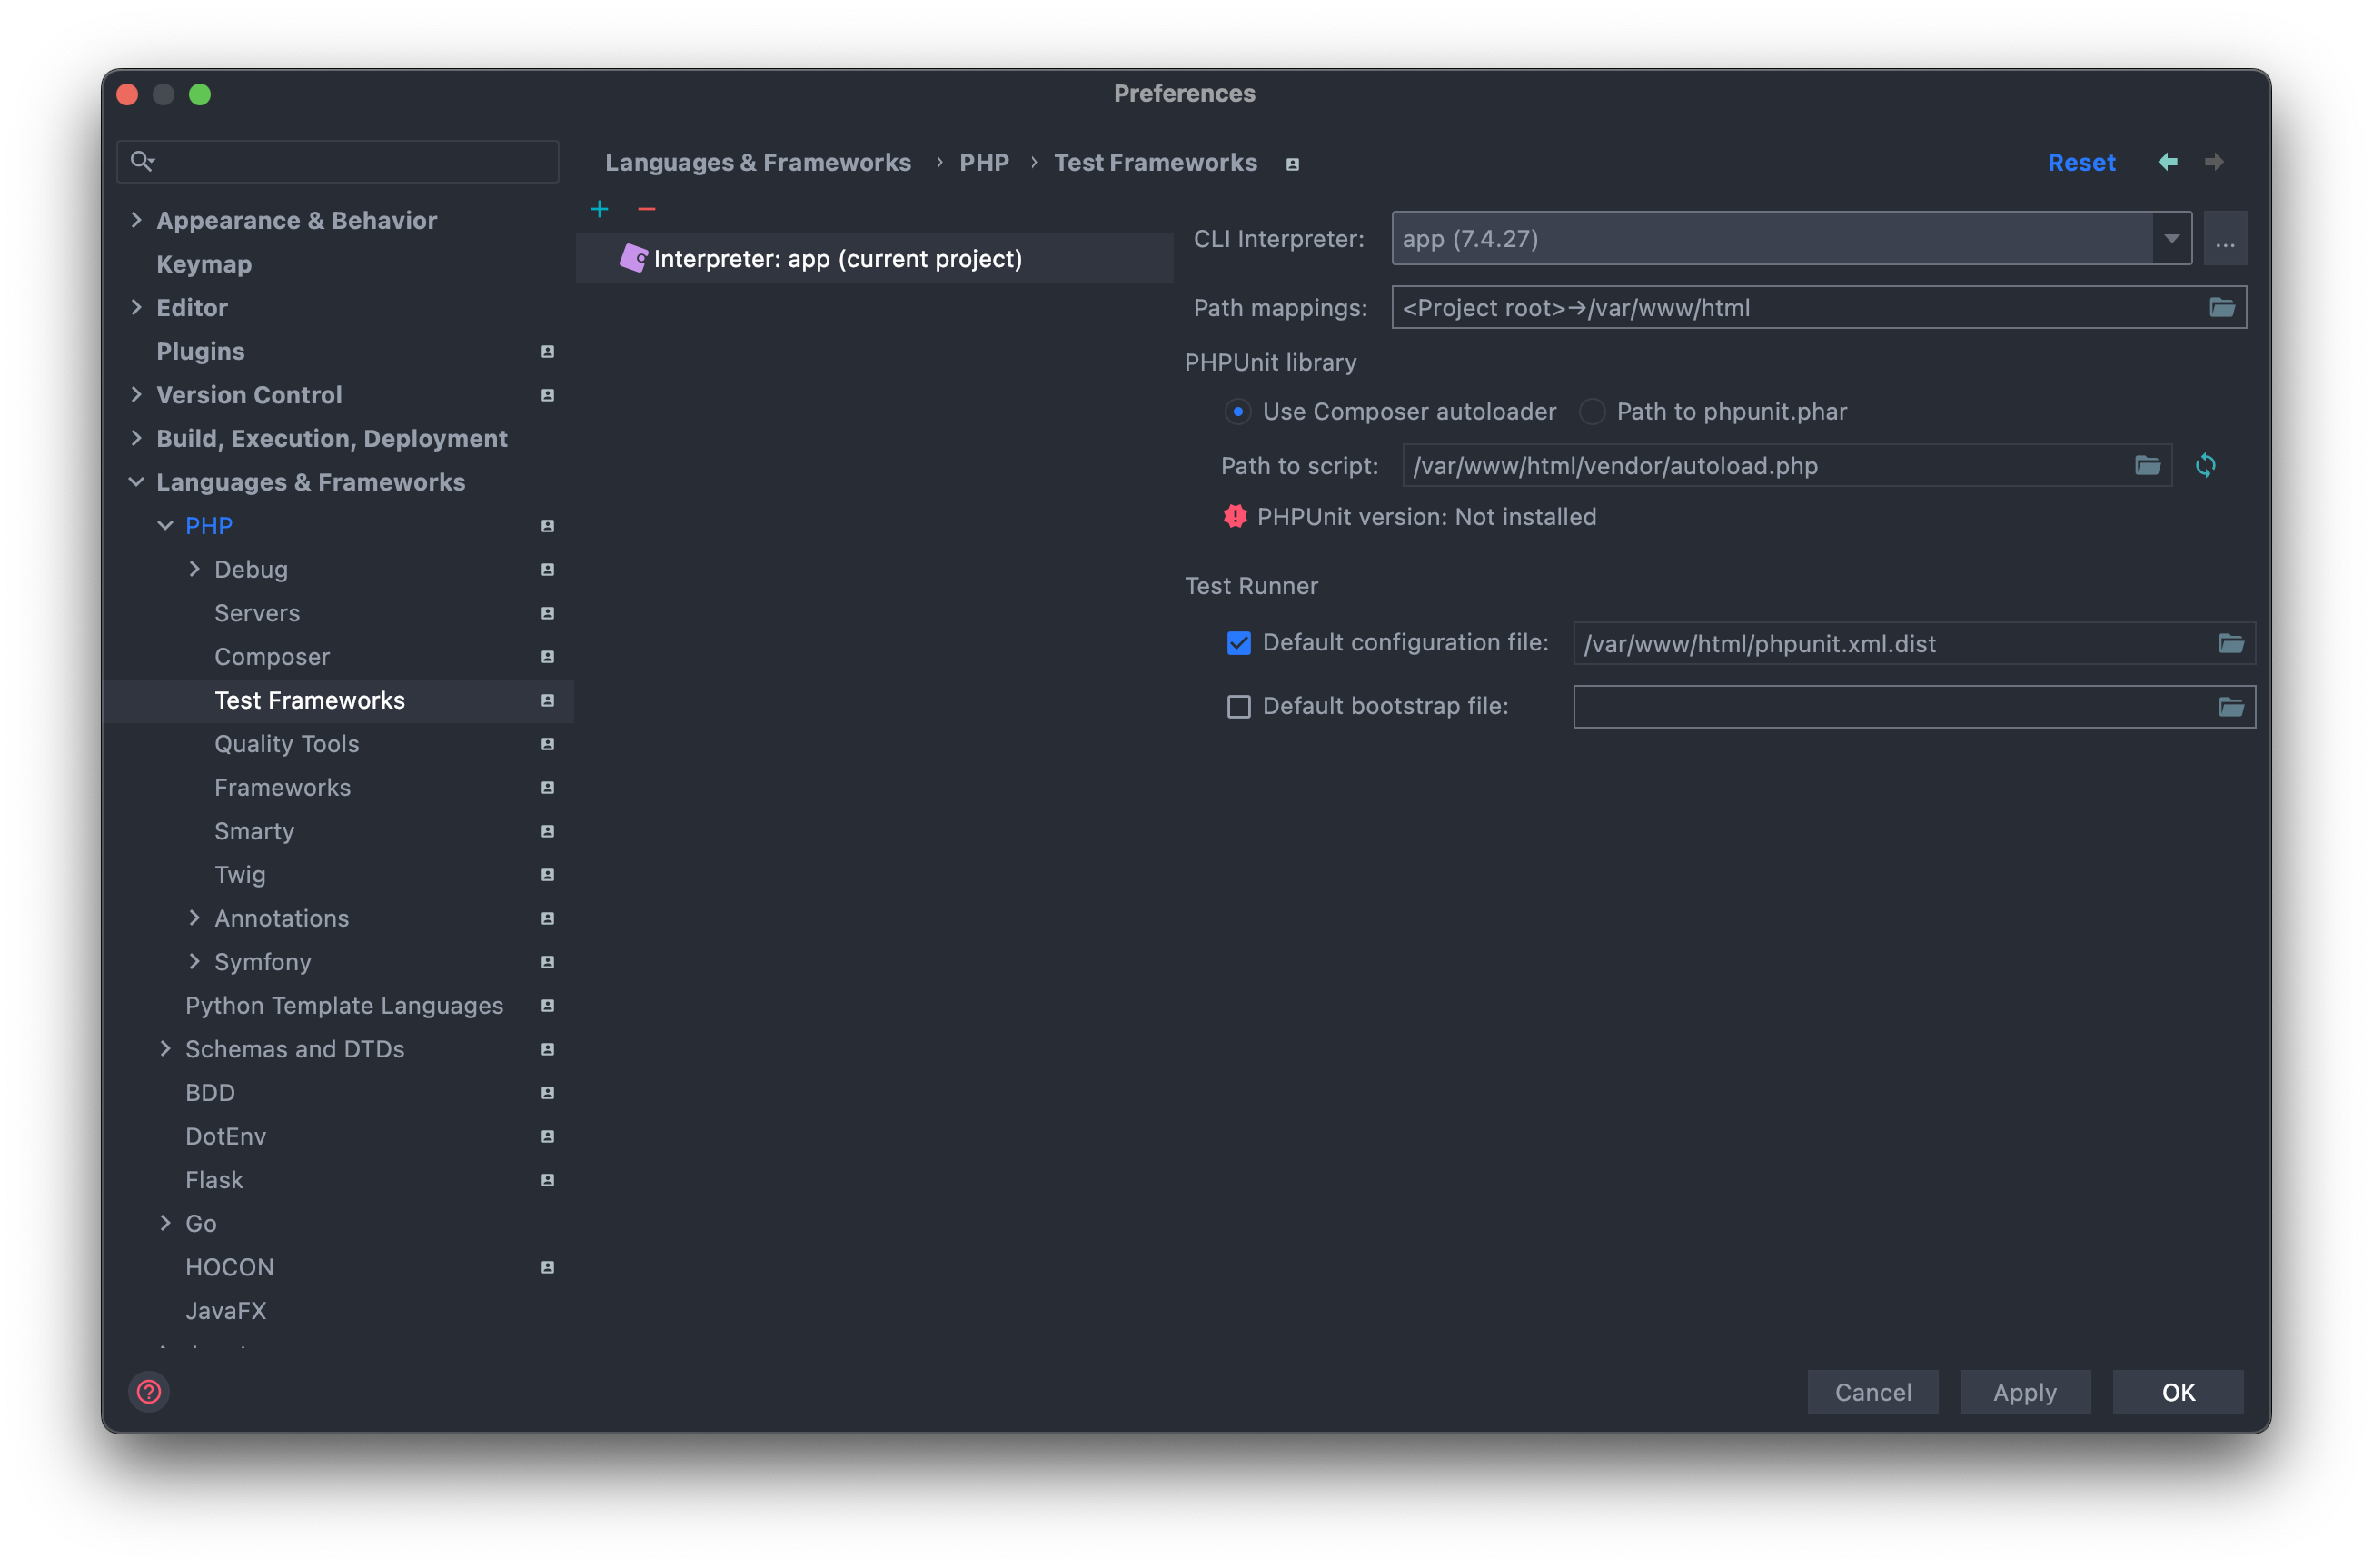 Preferences
Languages & Frameworks › PHP › Test Frameworks
Reset
Appearance & Behavior
Keymap
Editor
Plugins
Version Control
Build, Execution, Deployment
Languages & Frameworks
PHP
Debug
Servers
Composer
Test Frameworks
Quality Tools
Frameworks
Smarty
Twig
Annotations
Symfony
Python Template Languages
Schemas and DTDs
BDD
DotEnv
Flask
Go
HOCON
JavaFX
Interpreter: app (current project)
CLI Interpreter: app (7.4.27) ...
Path mappings: <Project root>→/var/www/html
PHPUnit library
Use Composer autoloader Path to phpunit.phar
Path to script: /var/www/html/vendor/autoload.php
PHPUnit version: Not installed
Test Runner
Default configuration file: /var/www/html/phpunit.xml.dist
Default bootstrap file:
Cancel Apply OK